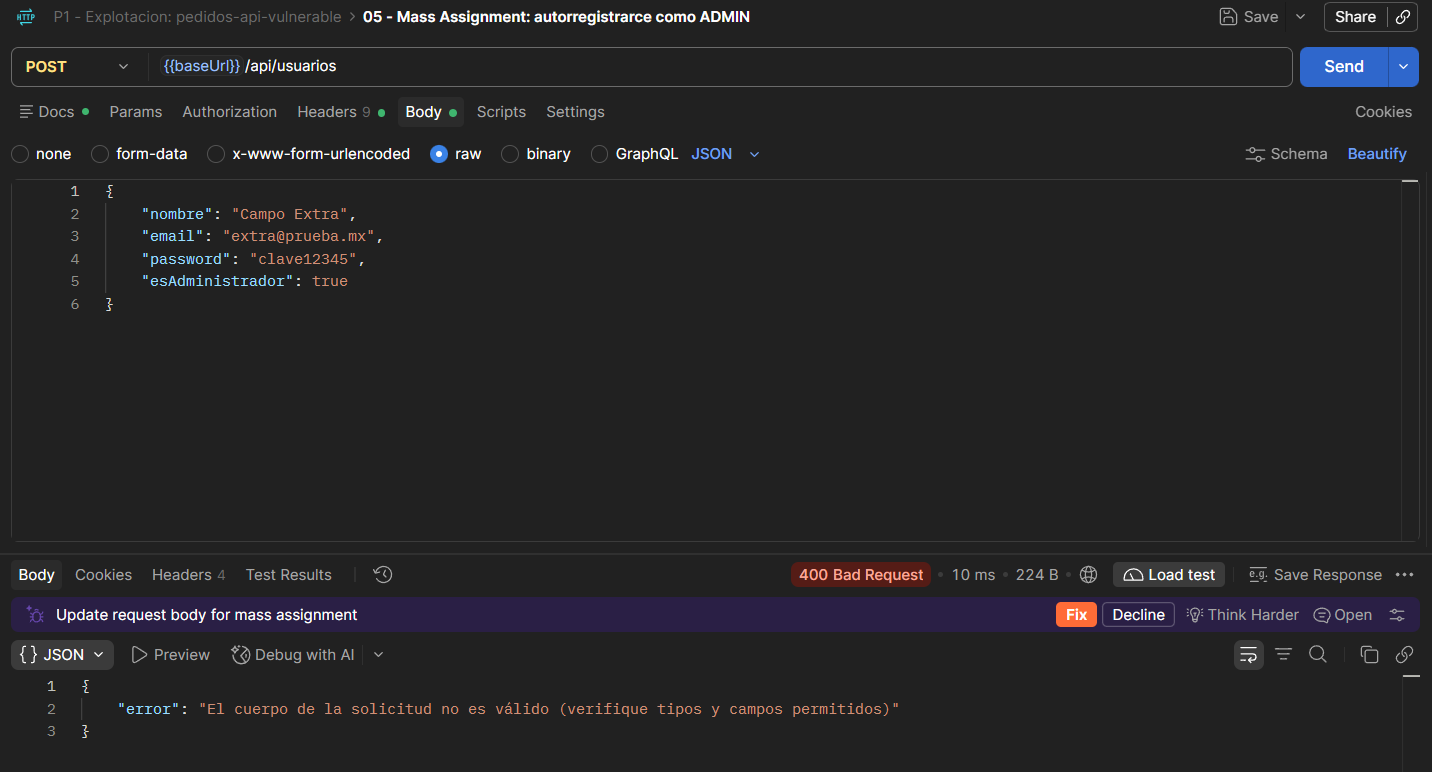 HTTP P1 - Explotacion: pedidos-api-vulnerable > 05 - Mass Assignment: autorregistrarce como ADMIN Save Share
POST {{baseUrl}} /api/usuarios Send
Docs Params Authorization Headers 9 Body Scripts Settings Cookies
none form-data x-www-form-urlencoded raw binary GraphQL JSON Schema Beautify
1 {
2 "nombre": "Campo Extra",
3 "email": "extra@prueba.mx",
4 "password": "clave12345",
5 "esAdministrador": true
6 }
Body Cookies Headers 4 Test Results 400 Bad Request • 10 ms • 224 B • Load test e.g. Save Response
Update request body for mass assignment Fix Decline Think Harder Open
{} JSON Preview Debug with AI
1 {
2 "error": "El cuerpo de la solicitud no es válido (verifique tipos y campos permitidos)"
3 }